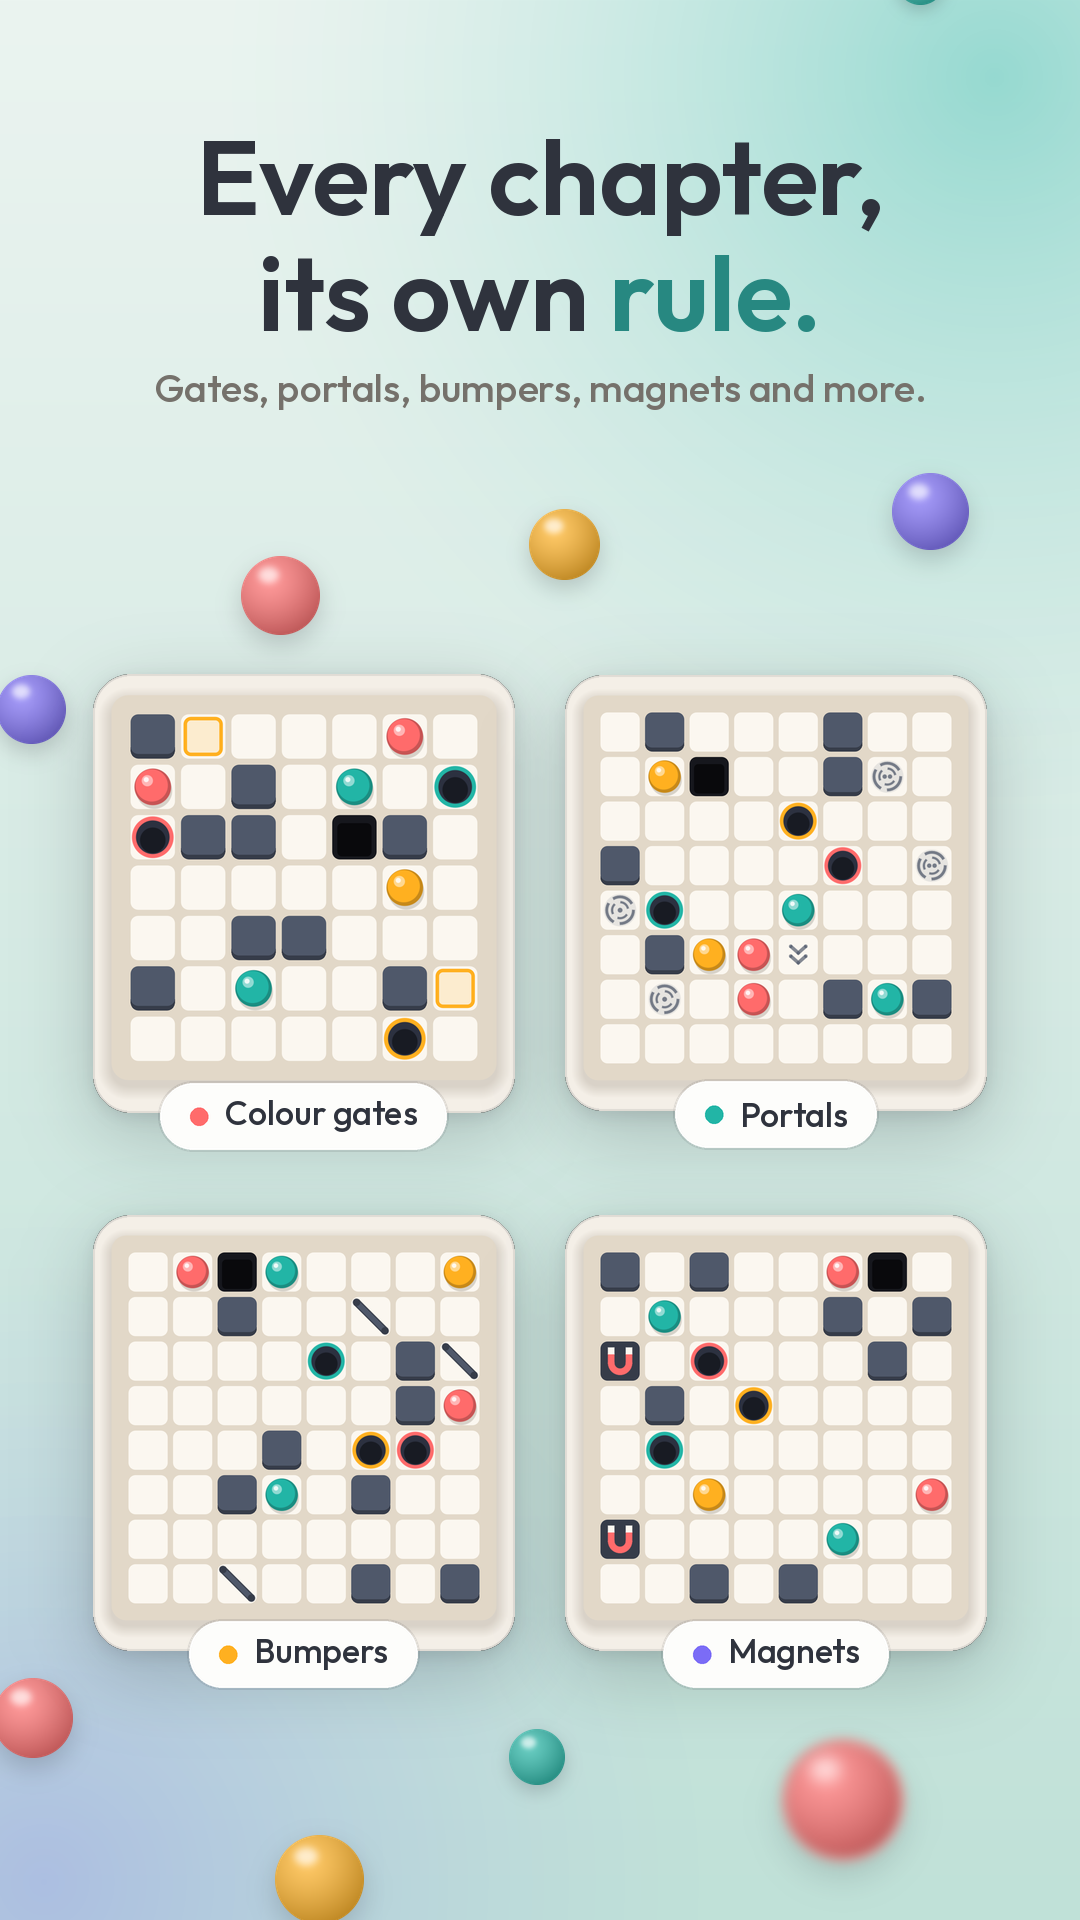 Every chapter,
its own rule.
Gates, portals, bumpers, magnets and more.
Colour gates
Portals
Bumpers
Magnets